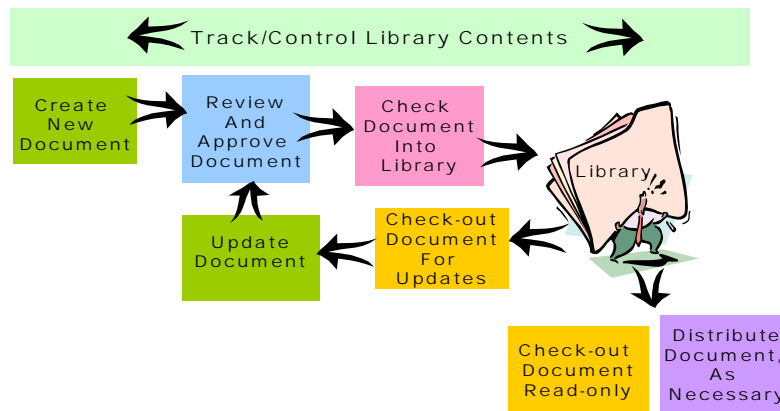 Track/Control Library Contents
Create
New
Document
Review
And
Approve
Document
Check
Document
Into
Library
Library
Update
Document
Check-out
Document
For
Updates
Check-out
Document
Read-only
Distribute
Document,
As
Necessary